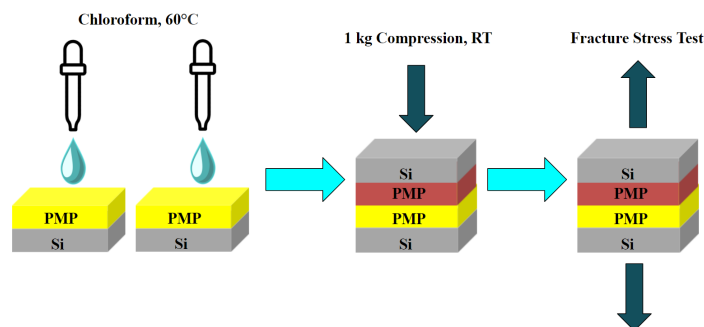 Chloroform, 60°C
1 kg Compression, RT
Fracture Stress Test
PMP
Si
PMP
Si
Si
PMP
PMP
Si
Si
PMP
PMP
Si